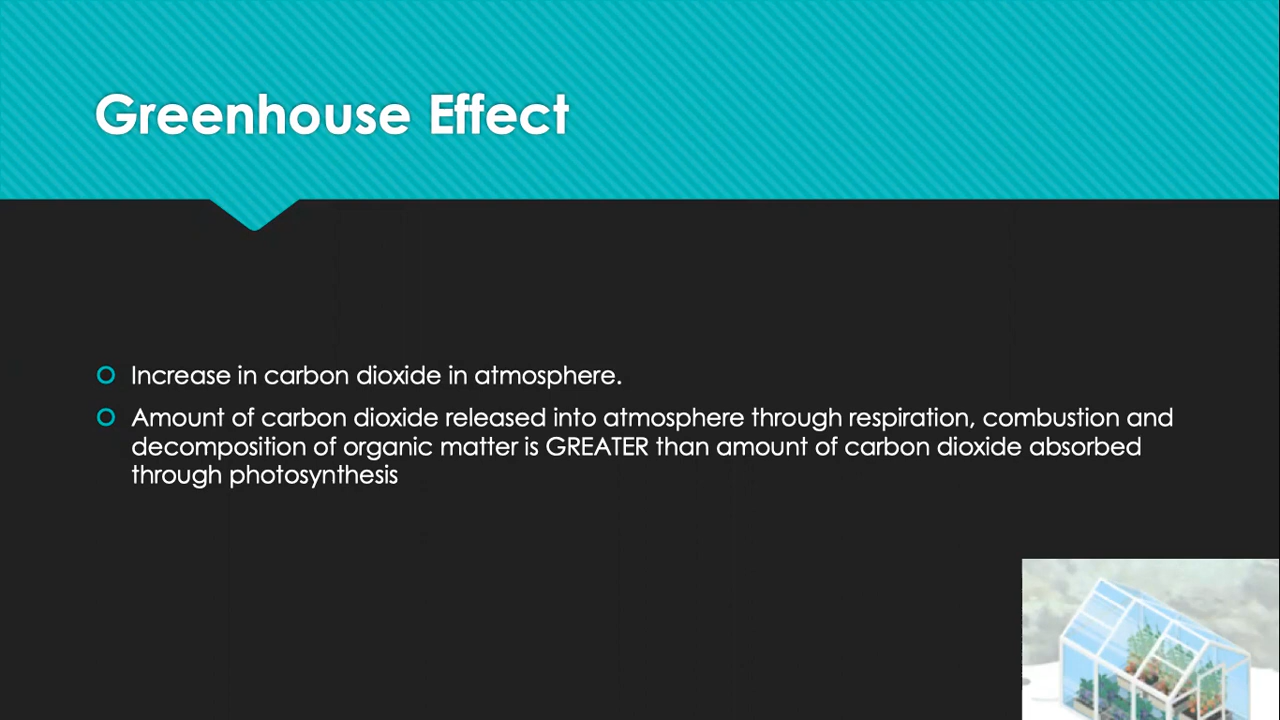 Greenhouse Effect
Increase in carbon dioxide in atmosphere.
Amount of carbon dioxide released into atmosphere through respiration, combustion and
decomposition of organic matter is GREATER than amount of carbon dioxide absorbed
through photosynthesis